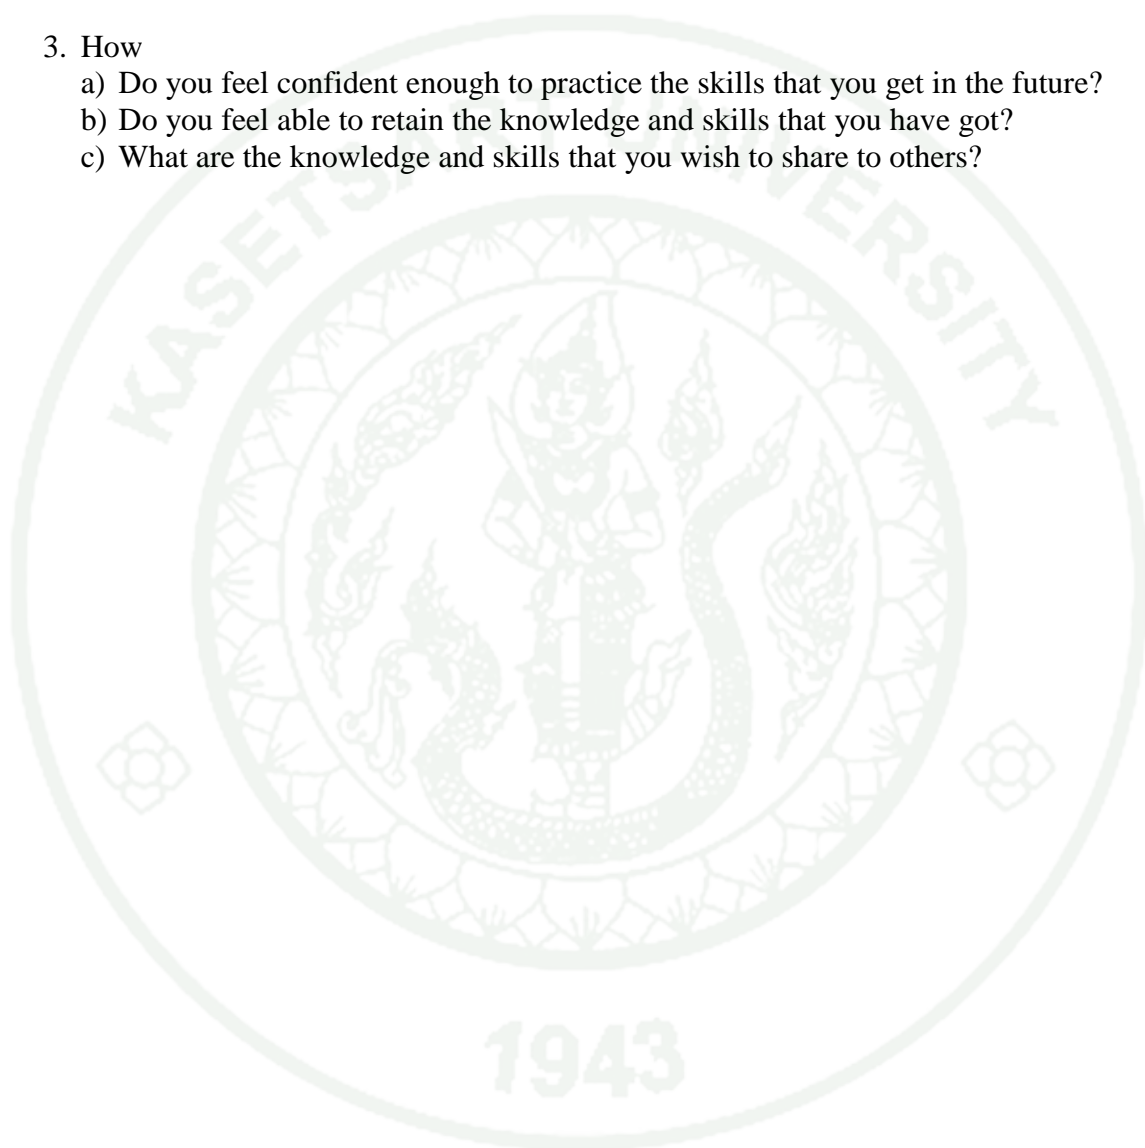 3. How
a) Do you feel confident enough to practice the skills that you get in the future?
b) Do you feel able to retain the knowledge and skills that you have got?
c) What are the knowledge and skills that you wish to share to others?
KASETSART UNIVERSITY
1943